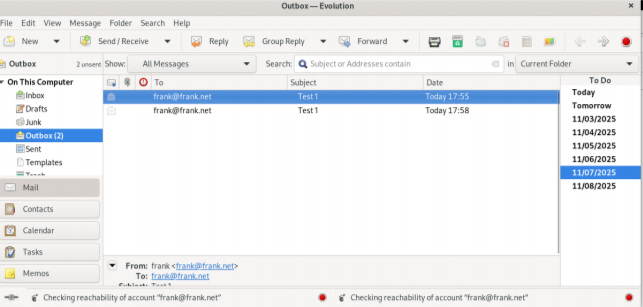 Outbox — Evolution
File Edit View Message Folder Search Help
New Send / Receive Reply Group Reply Forward
Outbox 2 unsent Show: All Messages Search: Subject or Addresses contain in Current Folder
On This Computer
Inbox
Drafts
Junk
Outbox (2)
Sent
Templates
Trash
Mail
Contacts
Calendar
Tasks
Memos
To Subject Date
frank@frank.net Test 1 Today 17:55
frank@frank.net Test 1 Today 17:58
From: frank <frank@frank.net>
To: frank@frank.net
Subject: Test 1
To Do
Today
Tomorrow
11/03/2025
11/04/2025
11/05/2025
11/06/2025
11/07/2025
11/08/2025
Checking reachability of account "frank@frank.net" Checking reachability of account "frank@frank.net"